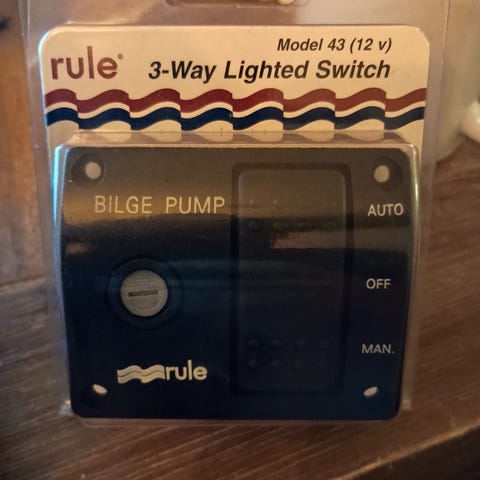 rule®
Model 43 (12 v)
3-Way Lighted Switch
BILGE PUMP
AUTO
OFF
MAN.
rule